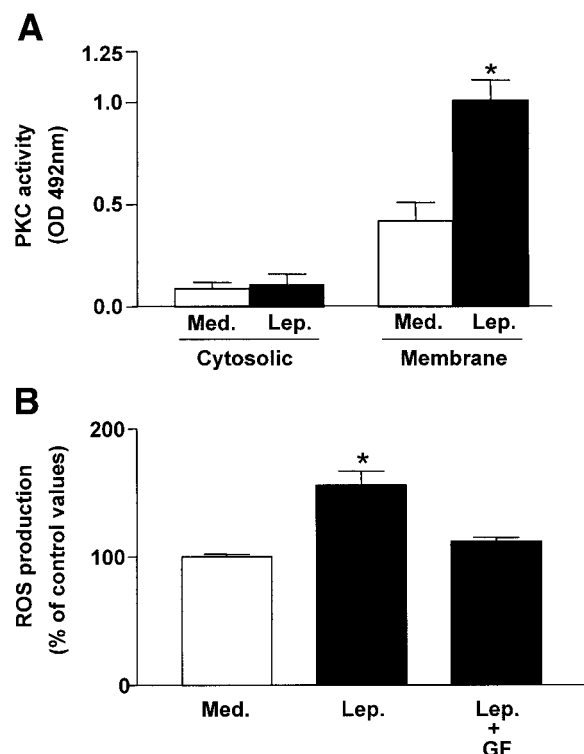 A
PKC activity
(OD 492nm)
1.25
1.0
0.5
0.0
*
Med. Lep. Med. Lep.
Cytosolic Membrane
B
ROS production
(% of control values)
200
100
0
*
Med. Lep. Lep.
+
GF